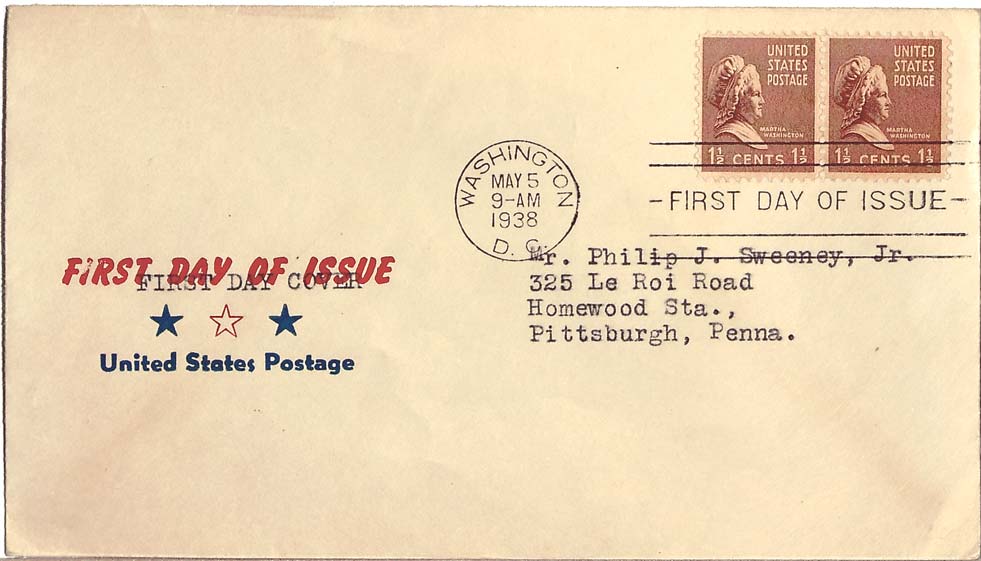 UNITED
STATES
POSTAGE
MARTHA
WASHINGTON
1½ CENTS 1½
UNITED
STATES
POSTAGE
MARTHA
WASHINGTON
1½ CENTS 1½
WASHINGTON
MAY 5
9-AM
1938
D. C.
-FIRST DAY OF ISSUE-
Mr. Philip J. Sweeney, Jr.
325 Le Roi Road
Homewood Sta.,
Pittsburgh, Penna.
FIRST DAY OF ISSUE
FIRST DAY COVER
United States Postage